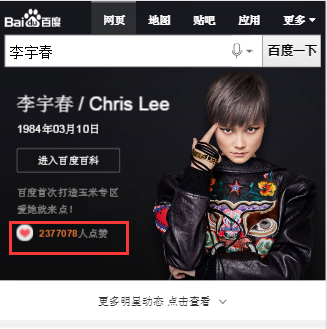 Bai百度 网页 地图 贴吧 应用 更多
李宇春 百度一下
李宇春 / Chris Lee
1984年03月10日
进入百度百科
百度首次打造玉米专区
爱她就来点！
2377078人点赞
更多明星动态 点击查看